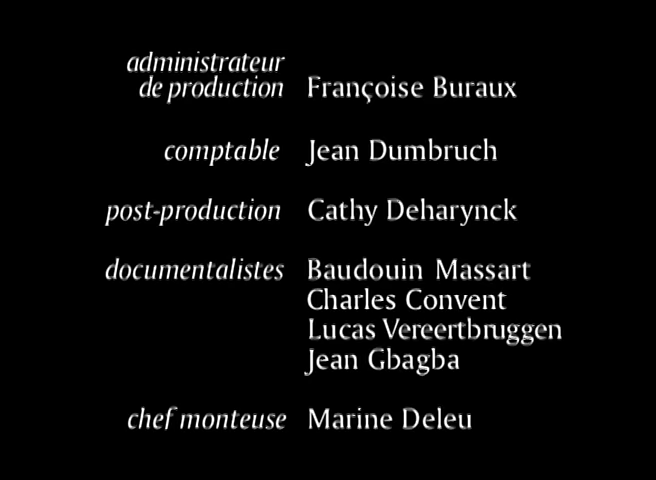 administrateur
de production Françoise Buraux
comptable Jean Dumbruch
post-production Cathy Deharynck
documentalistes Baudouin Massart
Charles Convent
Lucas Vereertbruggen
Jean Gbagba
chef monteuse Marine Deleu